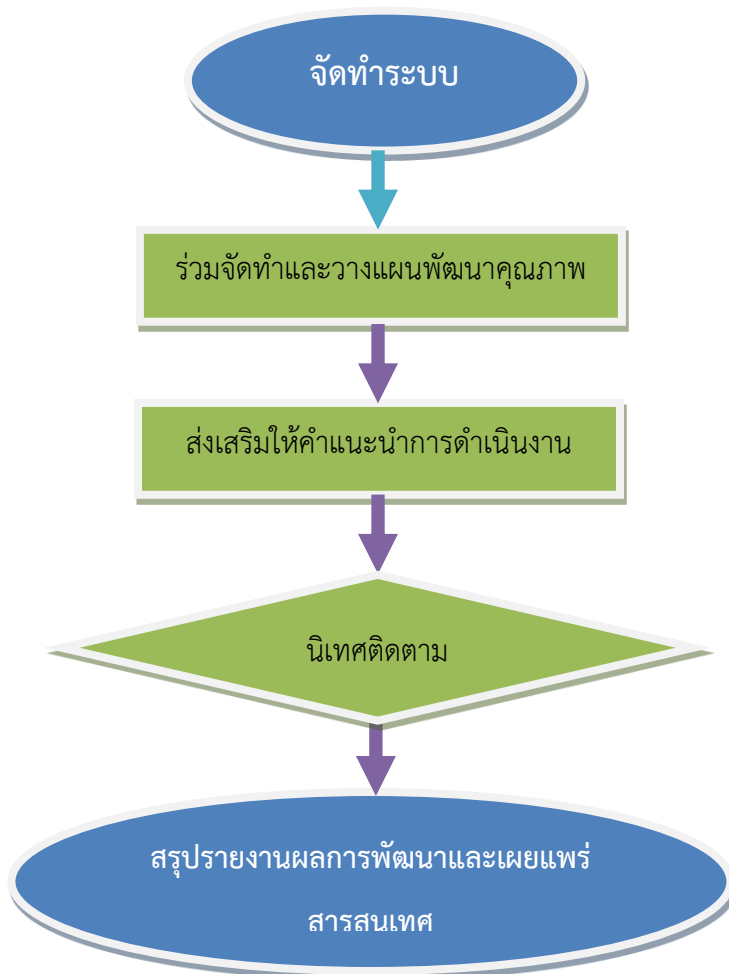 จัดทำระบบ
ร่วมจัดทำและวางแผนพัฒนาคุณภาพ
ส่งเสริมให้คำแนะนำการดำเนินงาน
นิเทศติดตาม
สรุปรายงานผลการพัฒนาและเผยแพร่
สารสนเทศ